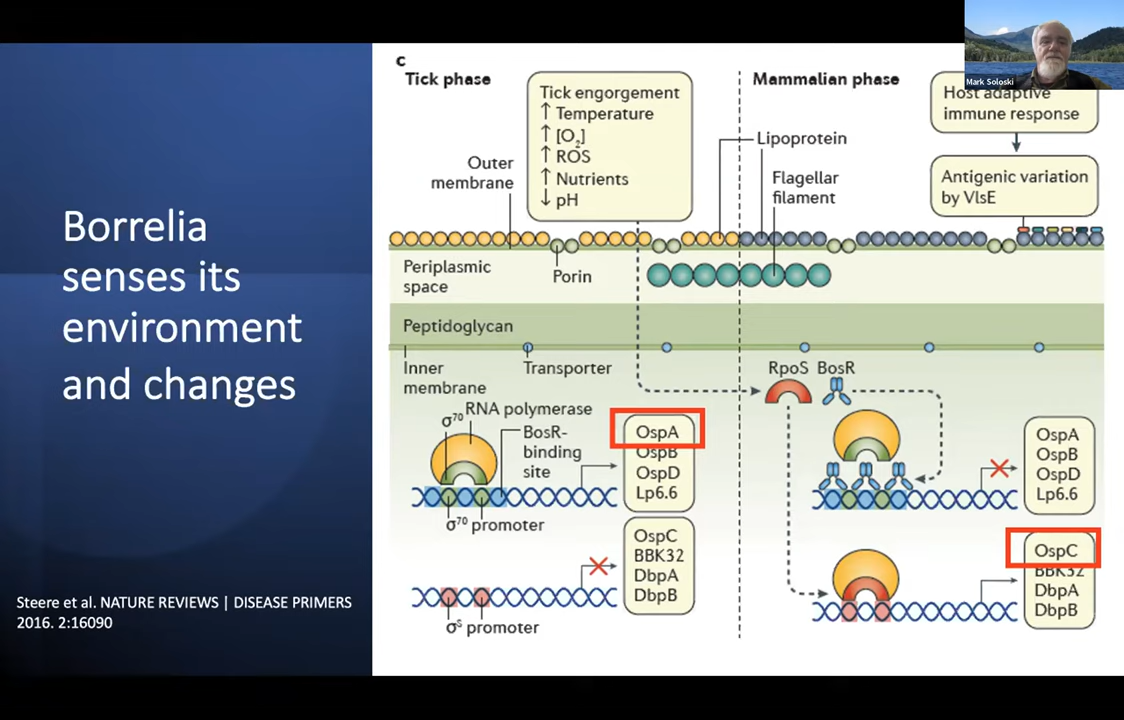 Borrelia
senses its
environment
and changes
Steere et al. NATURE REVIEWS | DISEASE PRIMERS
2016. 2:16090
Mark Soloski
c
Tick phase
Tick engorgement
↑ Temperature
↑ [O₂]
↑ ROS
↑ Nutrients
↓ pH
Mammalian phase
Host adaptive
immune response
Antigenic variation
by VlsE
Outer
membrane
Lipoprotein
Flagellar
filament
Periplasmic
space
Porin
Peptidoglycan
Inner
membrane
Transporter
RpoS
BosR
σ⁷⁰
RNA polymerase
BosR-
binding
site
OspA
OspB
OspD
Lp6.6
σ⁷⁰ promoter
OspA
OspB
OspD
Lp6.6
OspC
BBK32
DbpA
DbpB
σˢ promoter
OspC
BBK32
DbpA
DbpB